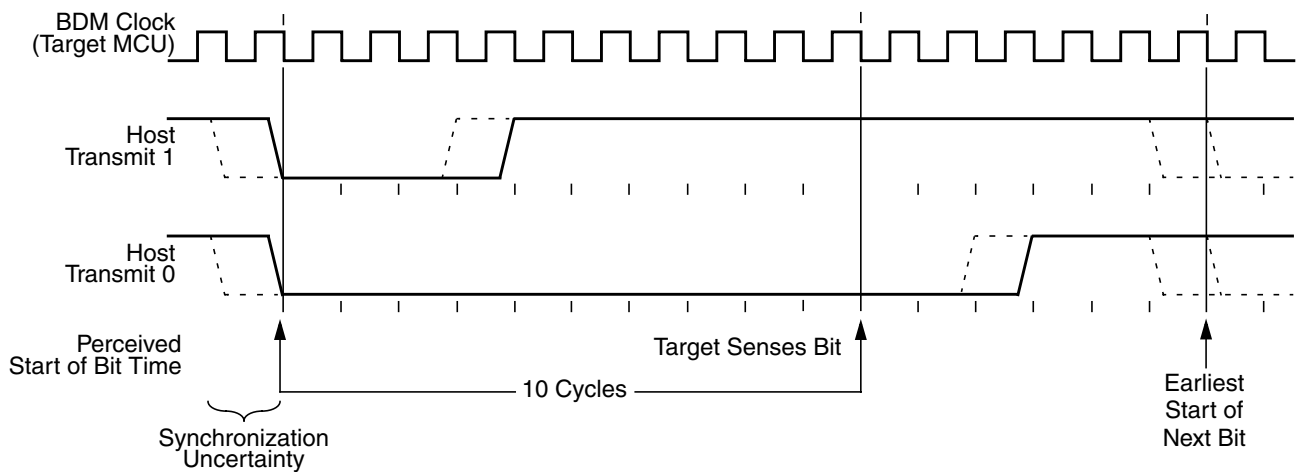 BDM Clock
(Target MCU)
Host
Transmit 1
Host
Transmit 0
Perceived
Start of Bit Time
Target Senses Bit
10 Cycles
Earliest
Start of
Next Bit
Synchronization
Uncertainty